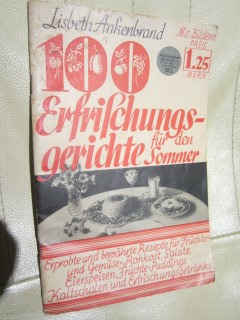 Lisbeth Ankenbrand
100
Mit Bildern
PREIS
1.25
MARK
Erfrischungs-
gerichte für den
Sommer
Erprobte und bewährte Rezepte für Früchte-
und Gemüse-Rohkost, Salate,
Eierspeisen, Früchte-Puddings
Kaltschalen und Erfrischungsgetränke